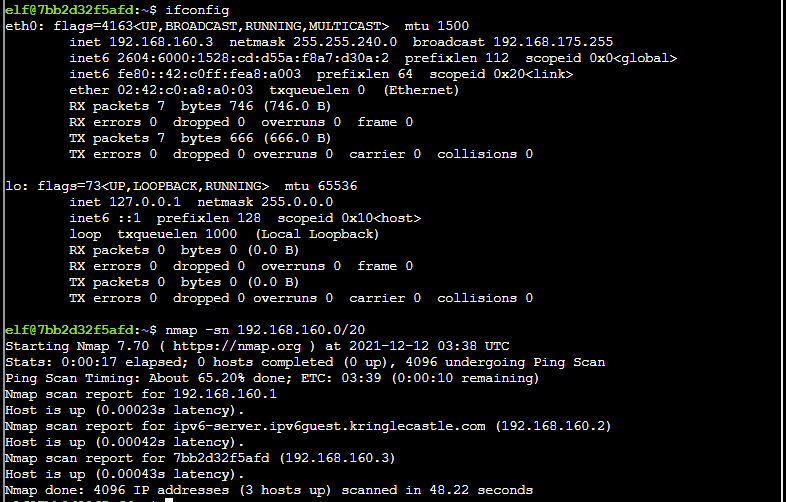 elf@7bb2d32f5afd:~$ ifconfig
eth0: flags=4163<UP,BROADCAST,RUNNING,MULTICAST>  mtu 1500
        inet 192.168.160.3  netmask 255.255.240.0  broadcast 192.168.175.255
        inet6 2604:6000:1528:cd:d55a:f8a7:d30a:2  prefixlen 112  scopeid 0x0<global>
        inet6 fe80::42:c0ff:fea8:a003  prefixlen 64  scopeid 0x20<link>
        ether 02:42:c0:a8:a0:03  txqueuelen 0  (Ethernet)
        RX packets 7  bytes 746 (746.0 B)
        RX errors 0  dropped 0  overruns 0  frame 0
        TX packets 7  bytes 666 (666.0 B)
        TX errors 0  dropped 0 overruns 0  carrier 0  collisions 0
lo: flags=73<UP,LOOPBACK,RUNNING>  mtu 65536
        inet 127.0.0.1  netmask 255.0.0.0
        inet6 ::1  prefixlen 128  scopeid 0x10<host>
        loop  txqueuelen 1000  (Local Loopback)
        RX packets 0  bytes 0 (0.0 B)
        RX errors 0  dropped 0  overruns 0  frame 0
        TX packets 0  bytes 0 (0.0 B)
        TX errors 0  dropped 0 overruns 0  carrier 0  collisions 0
elf@7bb2d32f5afd:~$ nmap -sn 192.168.160.0/20
Starting Nmap 7.70 ( https://nmap.org ) at 2021-12-12 03:38 UTC
Stats: 0:00:17 elapsed; 0 hosts completed (0 up), 4096 undergoing Ping Scan
Ping Scan Timing: About 65.20% done; ETC: 03:39 (0:00:10 remaining)
Nmap scan report for 192.168.160.1
Host is up (0.00023s latency).
Nmap scan report for ipv6-server.ipv6guest.kringlecastle.com (192.168.160.2)
Host is up (0.00042s latency).
Nmap scan report for 7bb2d32f5afd (192.168.160.3)
Host is up (0.00043s latency).
Nmap done: 4096 IP addresses (3 hosts up) scanned in 48.22 seconds